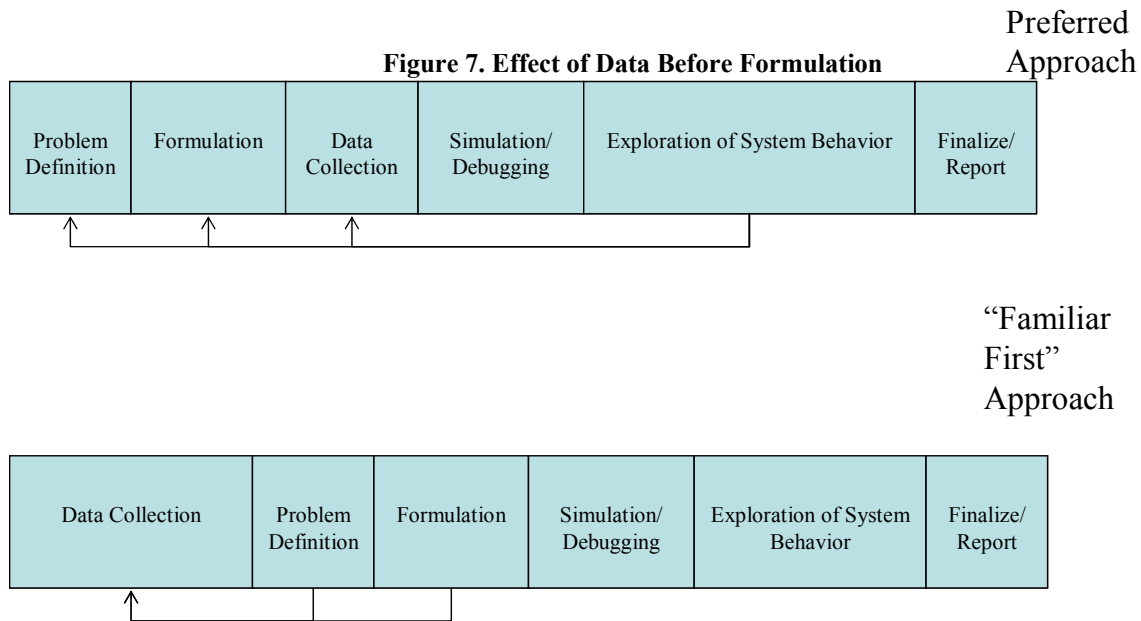 Preferred
Approach
Figure 7. Effect of Data Before Formulation
Problem
Definition
Formulation
Data
Collection
Simulation/
Debugging
Exploration of System Behavior
Finalize/
Report
“Familiar
First”
Approach
Data Collection
Problem
Definition
Formulation
Simulation/
Debugging
Exploration of System
Behavior
Finalize/
Report